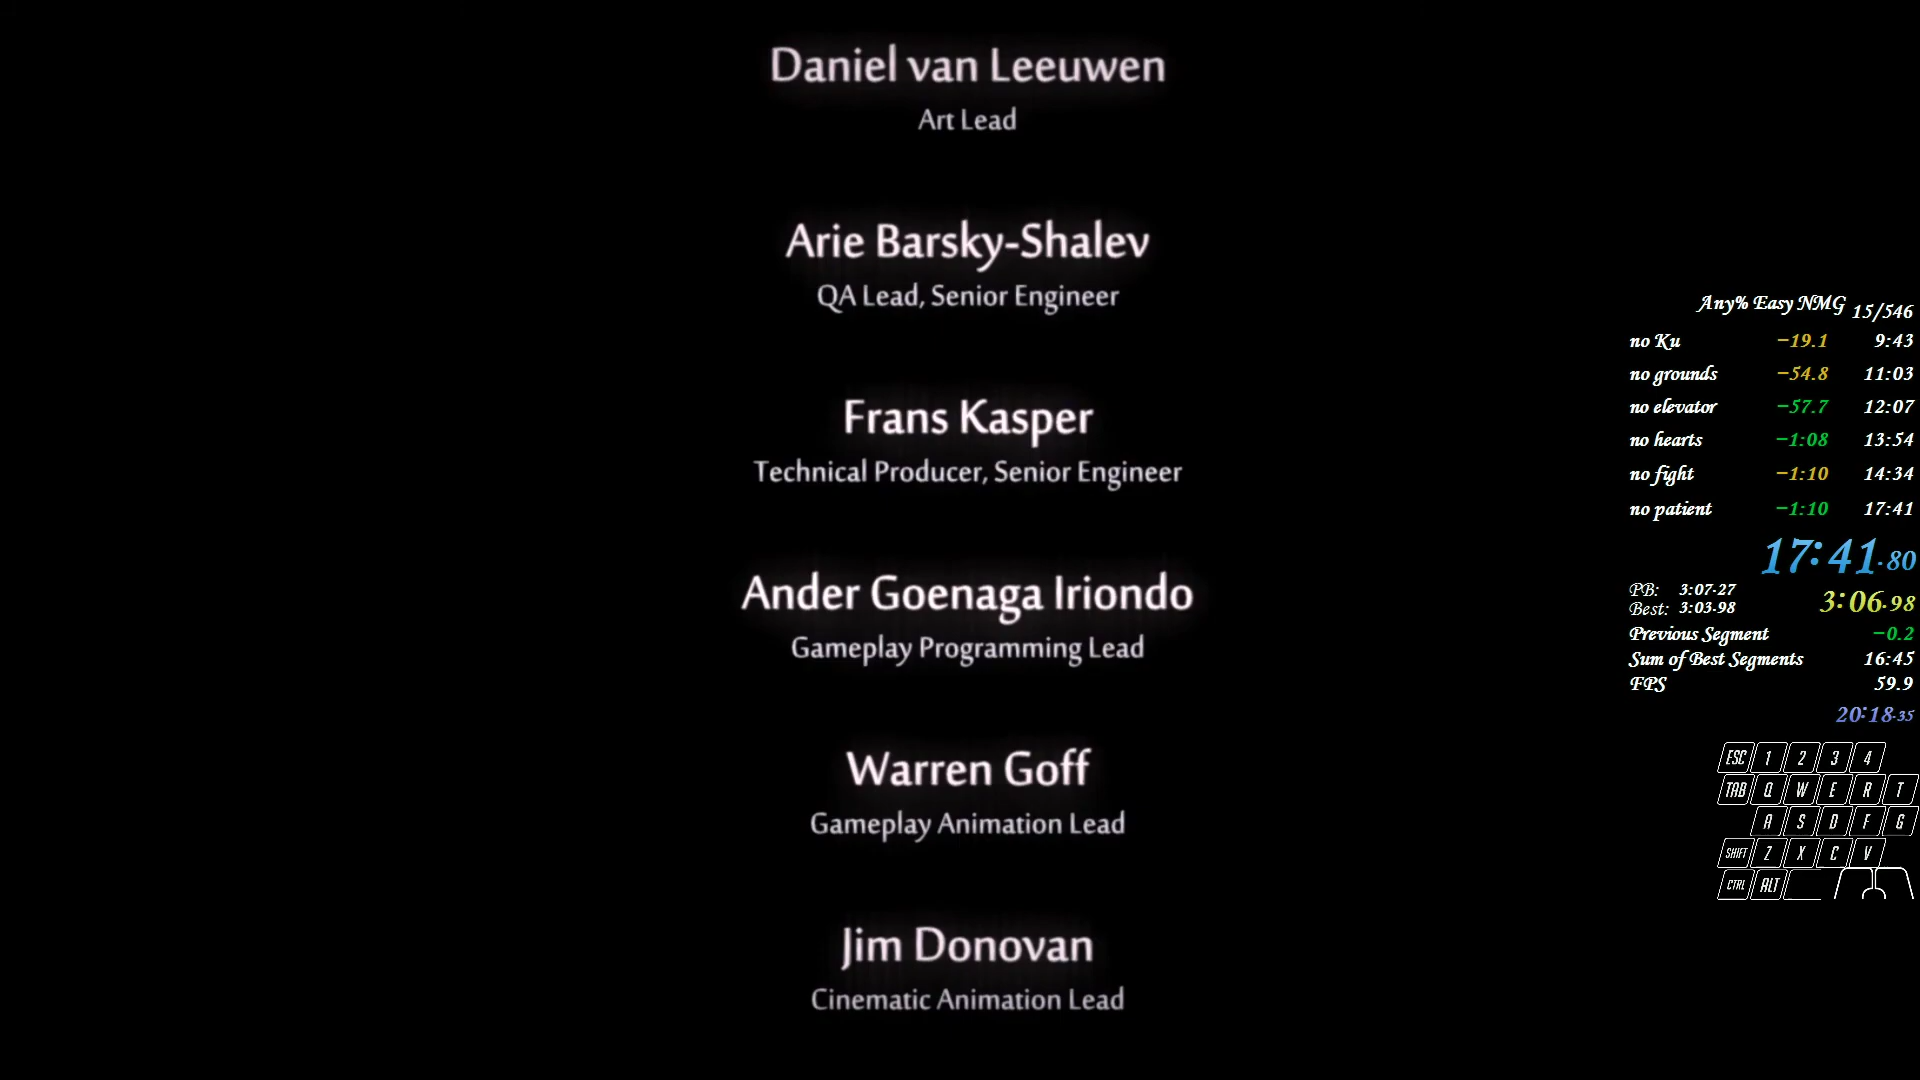 Daniel van Leeuwen
Art Lead
Arie Barsky-Shalev
QA Lead, Senior Engineer
Frans Kasper
Technical Producer, Senior Engineer
Ander Goenaga Iriondo
Gameplay Programming Lead
Warren Goff
Gameplay Animation Lead
Jim Donovan
Cinematic Animation Lead
Any% Easy NMG 15/546
no Ku −19.1 9:43
no grounds −54.8 11:03
no elevator −57.7 12:07
no hearts −1:08 13:54
no fight −1:10 14:34
no patient −1:10 17:41
17:41.80
PB: 3:07.27
Best: 3:03.98
3:06.98
Previous Segment −0.2
Sum of Best Segments 16:45
FPS 59.9
20:18.35
ESC 1 2 3 4
TAB Q W E R T
A S D F G
SHIFT Z X C V
CTRL ALT